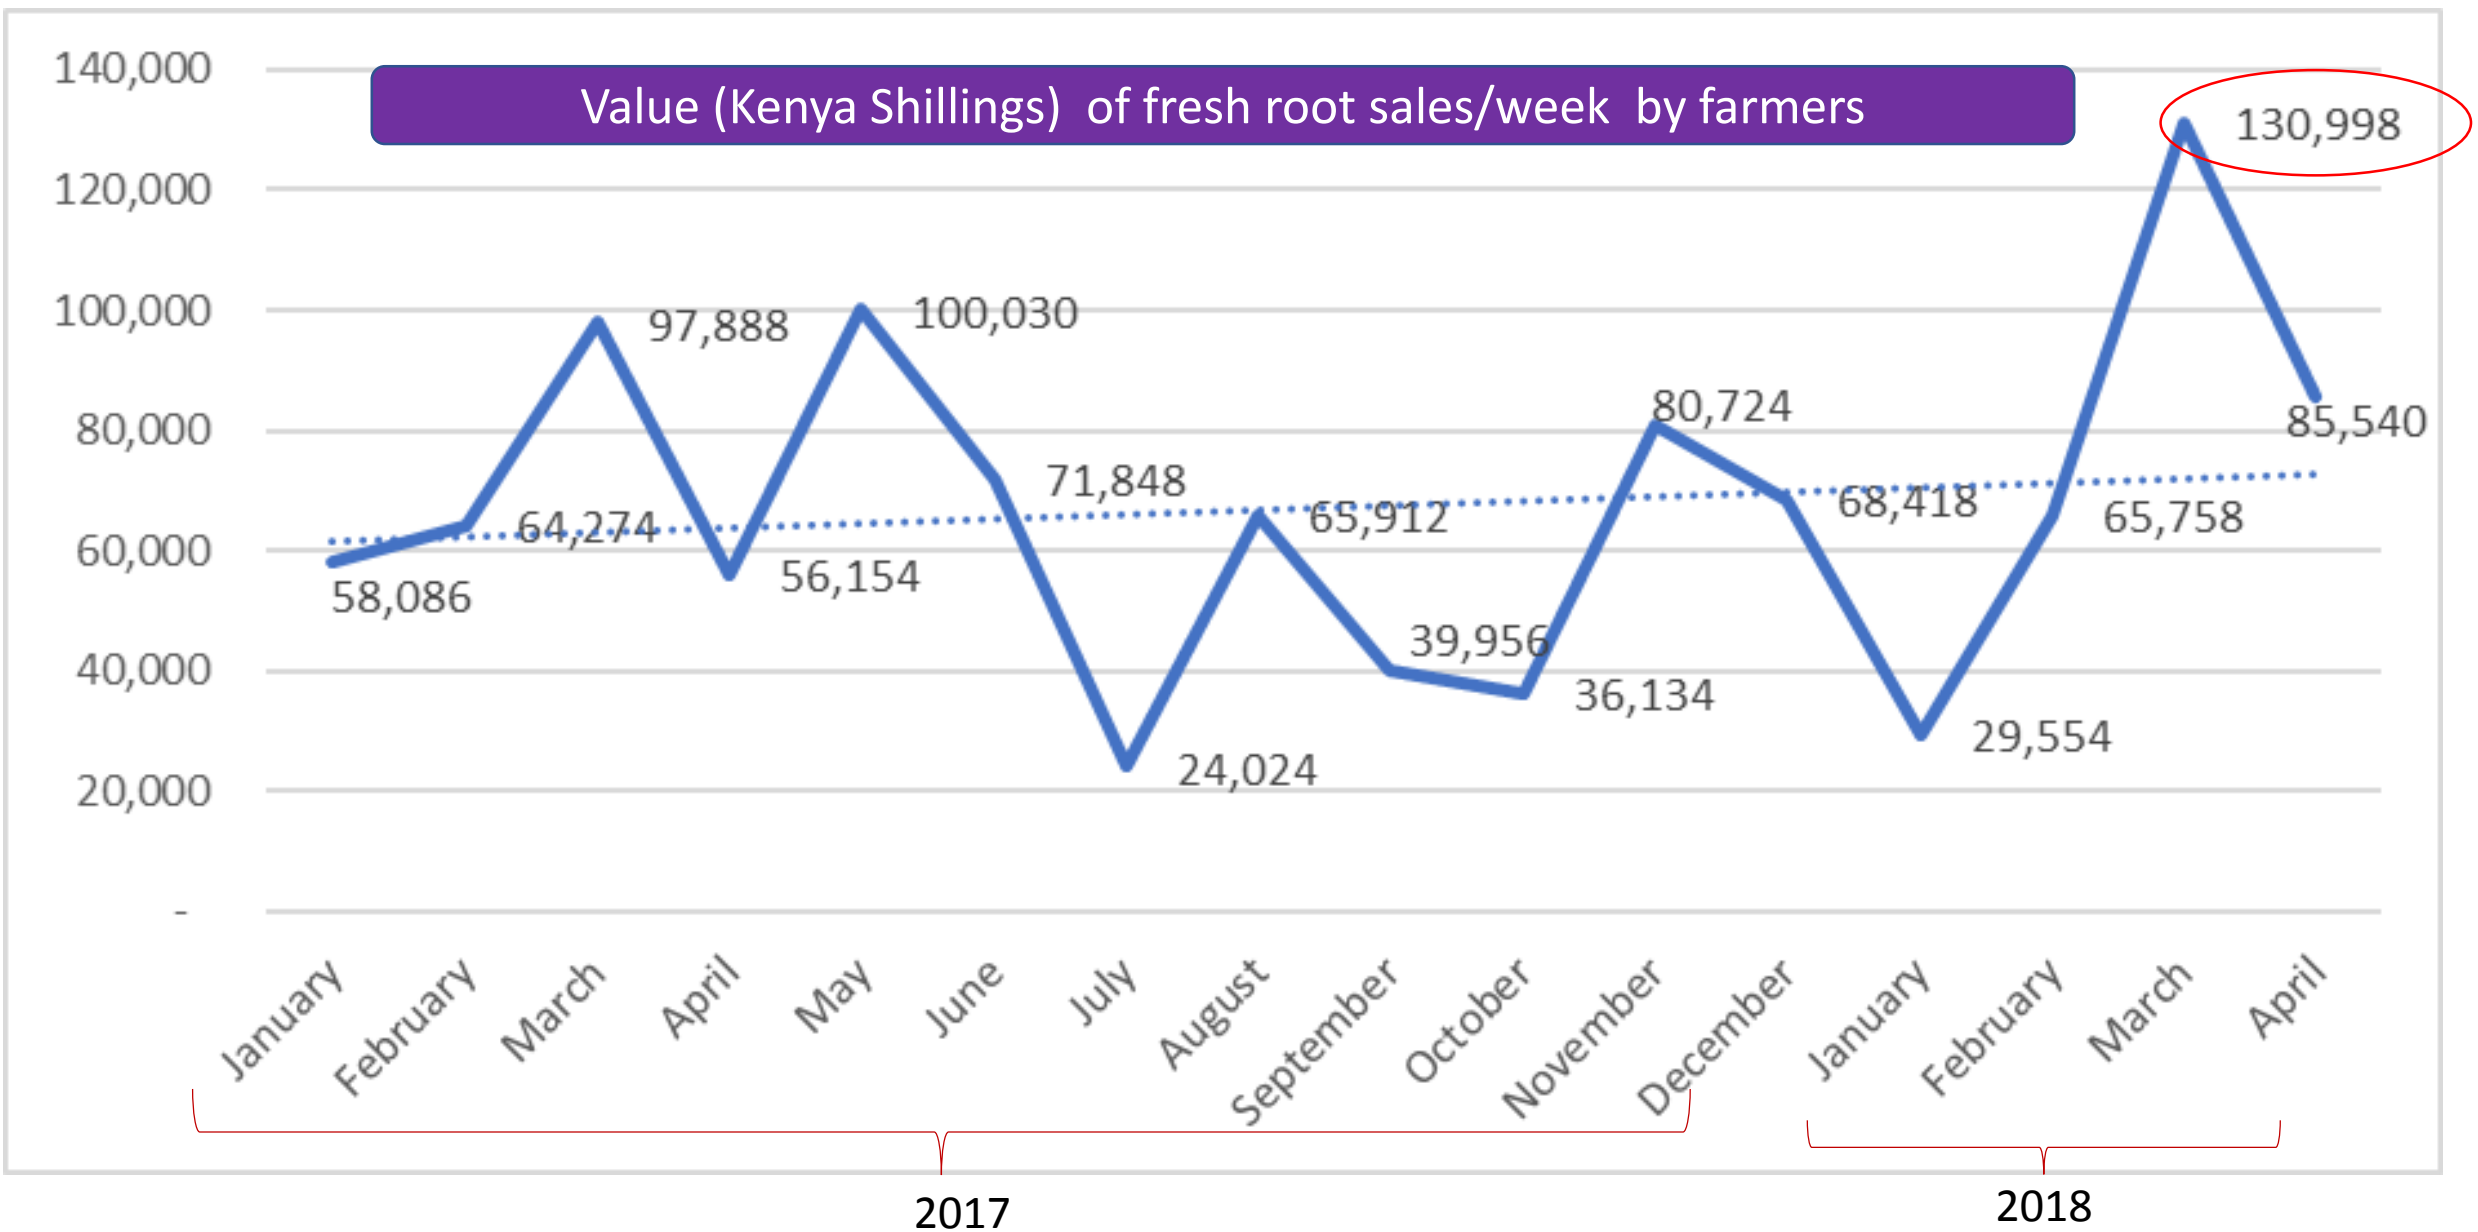 Value (Kenya Shillings)  of fresh root sales/week  by farmers
140,000
120,000
100,000
80,000
60,000
40,000
20,000
-
58,086
64,274
97,888
56,154
100,030
71,848
24,024
65,912
39,956
36,134
80,724
68,418
29,554
65,758
130,998
85,540
January
February
March
April
May
June
July
August
September
October
November
December
January
February
March
April
2017
2018